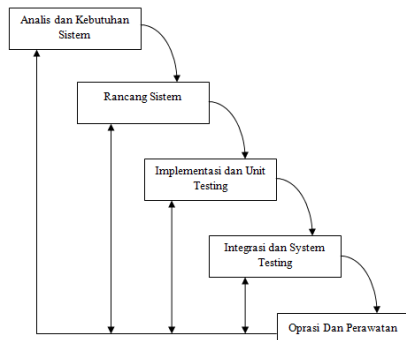 Analis dan Kebutuhan
Sistem
Rancang Sistem
Implementasi dan Unit
Testing
Integrasi dan System
Testing
Oprasi Dan Perawatan